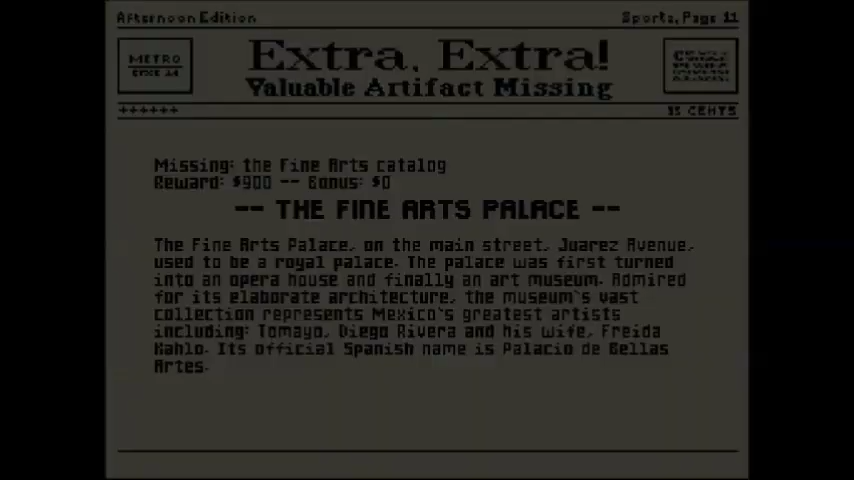 Afternoon Edition
Sports, Page 11
METRO
Extra, Extra!
Valuable Artifact Missing
++++++
35 CENTS
Missing: the Fine Arts catalog
Reward: $900 -- Bonus: $0
-- THE FINE ARTS PALACE --
The Fine Arts Palace, on the main street, Juarez Avenue,
used to be a royal palace. The palace was first turned
into an opera house and finally an art museum. Admired
for its elaborate architecture, the museum's vast
collection represents Mexico's greatest artists
including: Tomayo, Diego Rivera and his wife, Freida
Kahlo. Its official Spanish name is Palacio de Bellas
Artes.